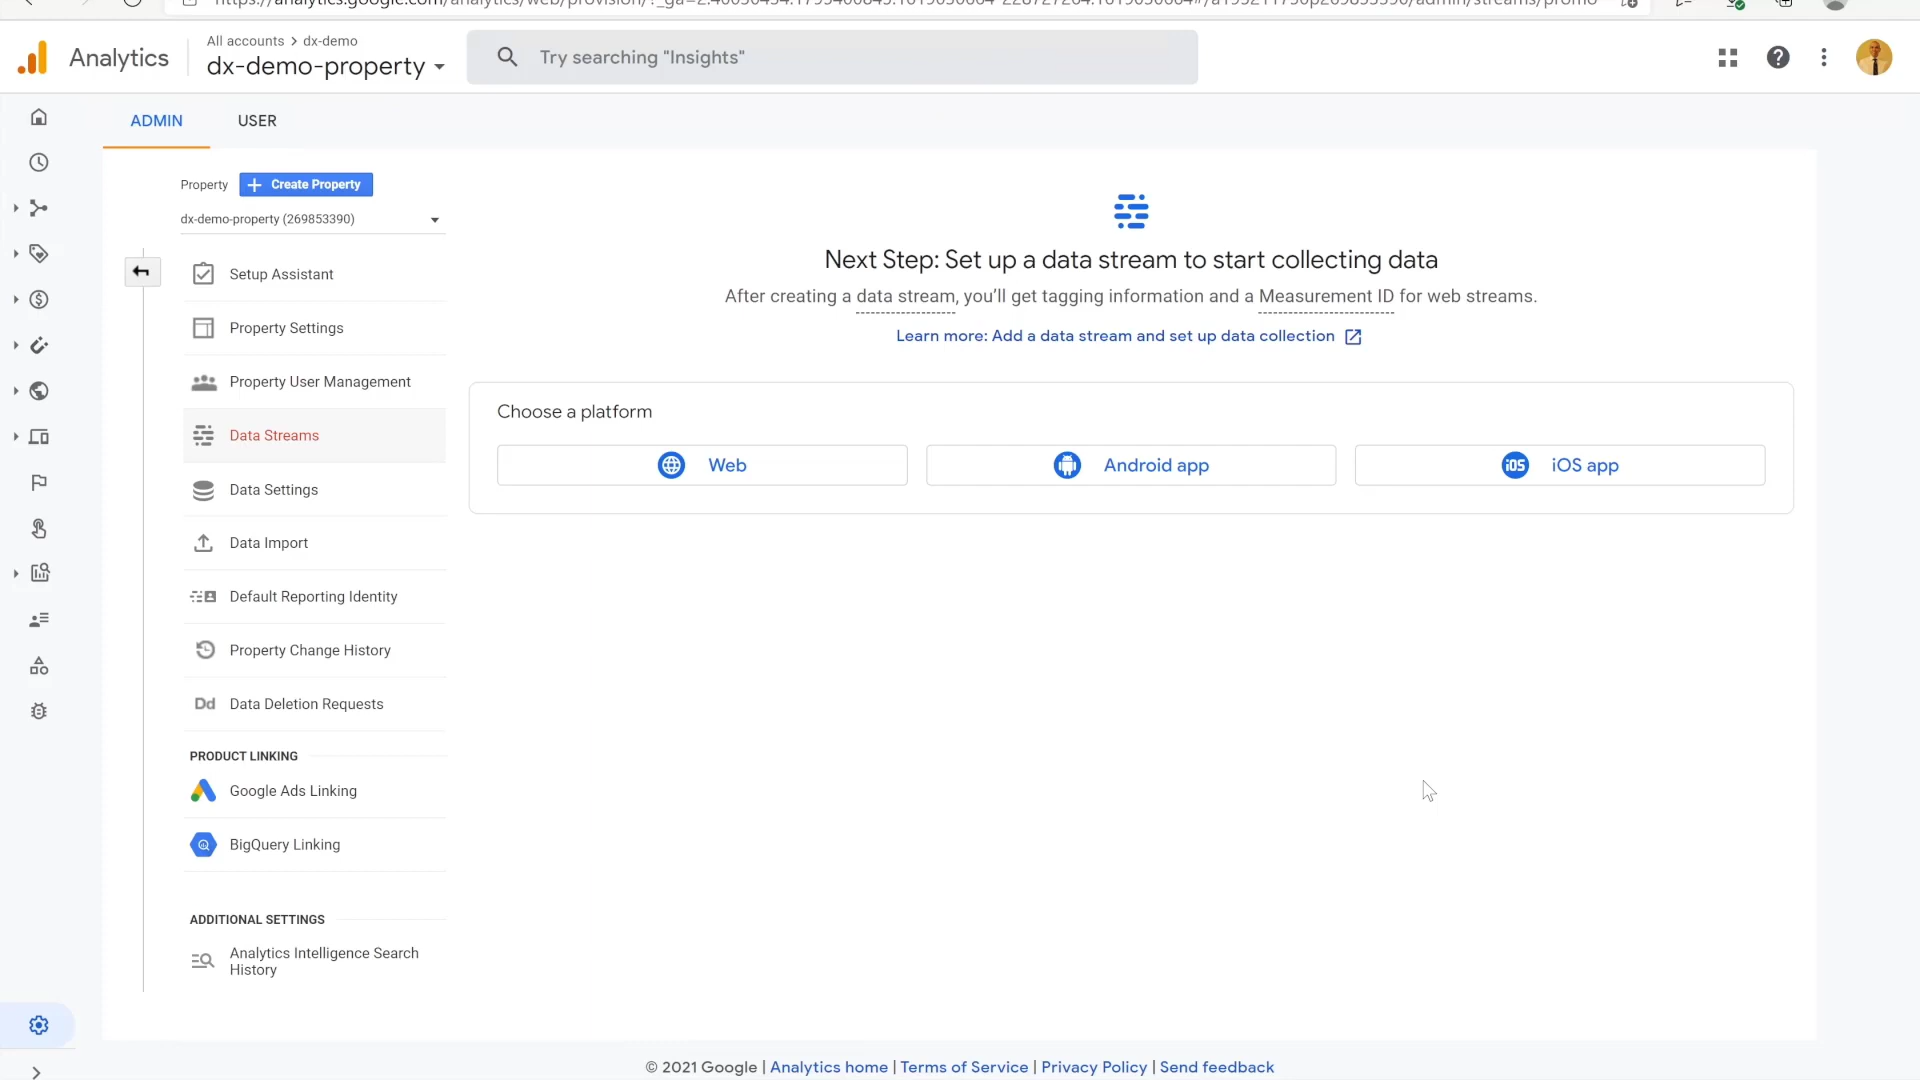 Analytics
All accounts > dx-demo
dx-demo-property
Try searching "Insights"
ADMIN
USER
Property
Create Property
dx-demo-property (269853390)
Setup Assistant
Property Settings
Property User Management
Data Streams
Data Settings
Data Import
Default Reporting Identity
Property Change History
Dd Data Deletion Requests
PRODUCT LINKING
Google Ads Linking
BigQuery Linking
ADDITIONAL SETTINGS
Analytics Intelligence Search
History
Next Step: Set up a data stream to start collecting data
After creating a data stream, you’ll get tagging information and a Measurement ID for web streams.
Learn more: Add a data stream and set up data collection
Choose a platform
Web
Android app
iOS iOS app
© 2021 Google | Analytics home | Terms of Service | Privacy Policy | Send feedback